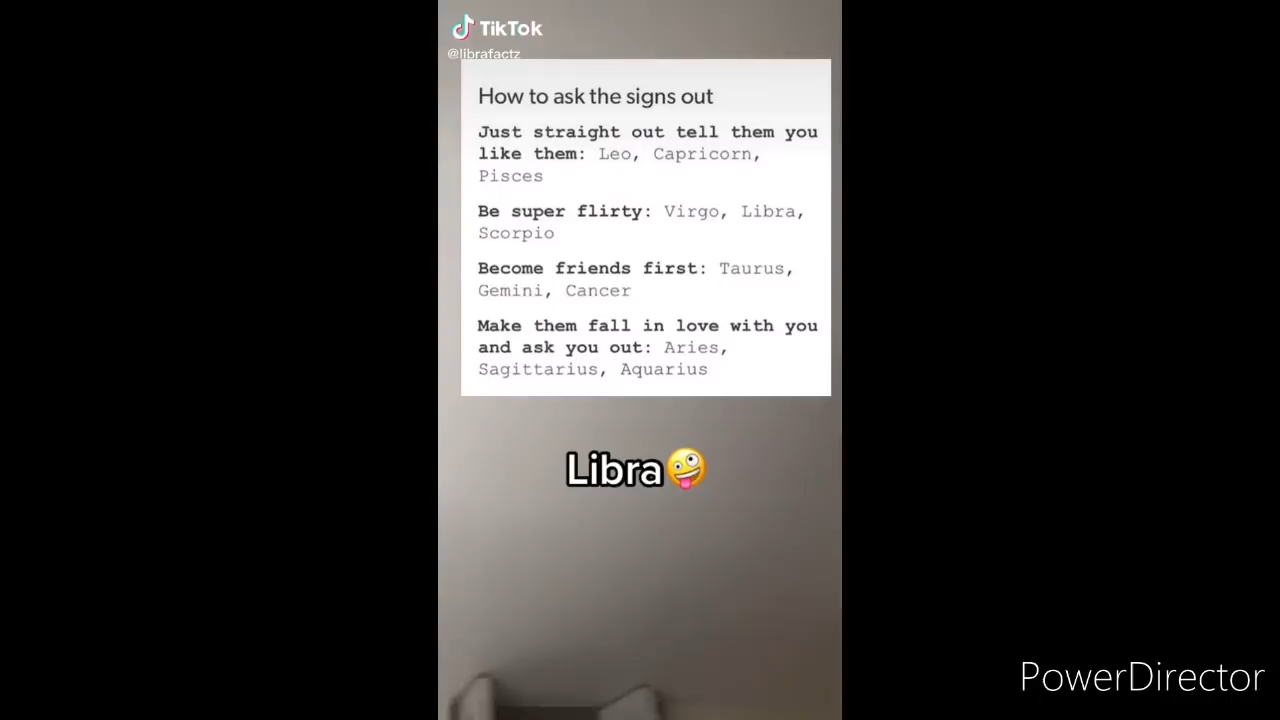 TikTok
@librafactz
How to ask the signs out
Just straight out tell them you
like them: Leo, Capricorn,
Pisces
Be super flirty: Virgo, Libra,
Scorpio
Become friends first: Taurus,
Gemini, Cancer
Make them fall in love with you
and ask you out: Aries,
Sagittarius, Aquarius
Libra🤪
PowerDirector